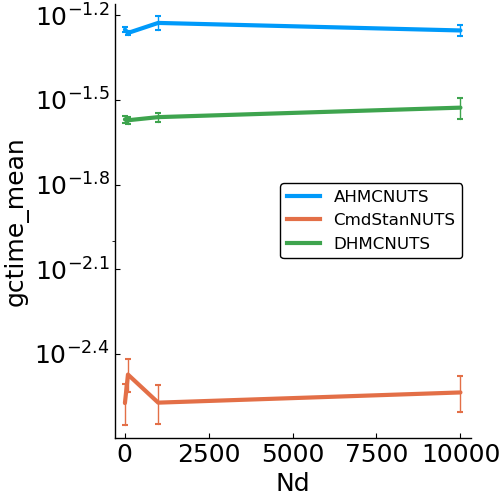 10^{-1.2}
10^{-1.5}
10^{-1.8}
10^{-2.1}
10^{-2.4}
gctime_mean
AHMCNUTS
CmdStanNUTS
DHMCNUTS
0 2500 5000 7500 10000
Nd